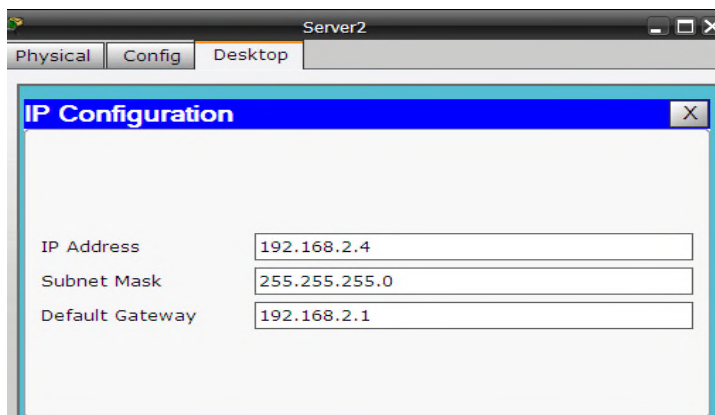 Server2
Physical Config Desktop
IP Configuration X
IP Address 192.168.2.4
Subnet Mask 255.255.255.0
Default Gateway 192.168.2.1